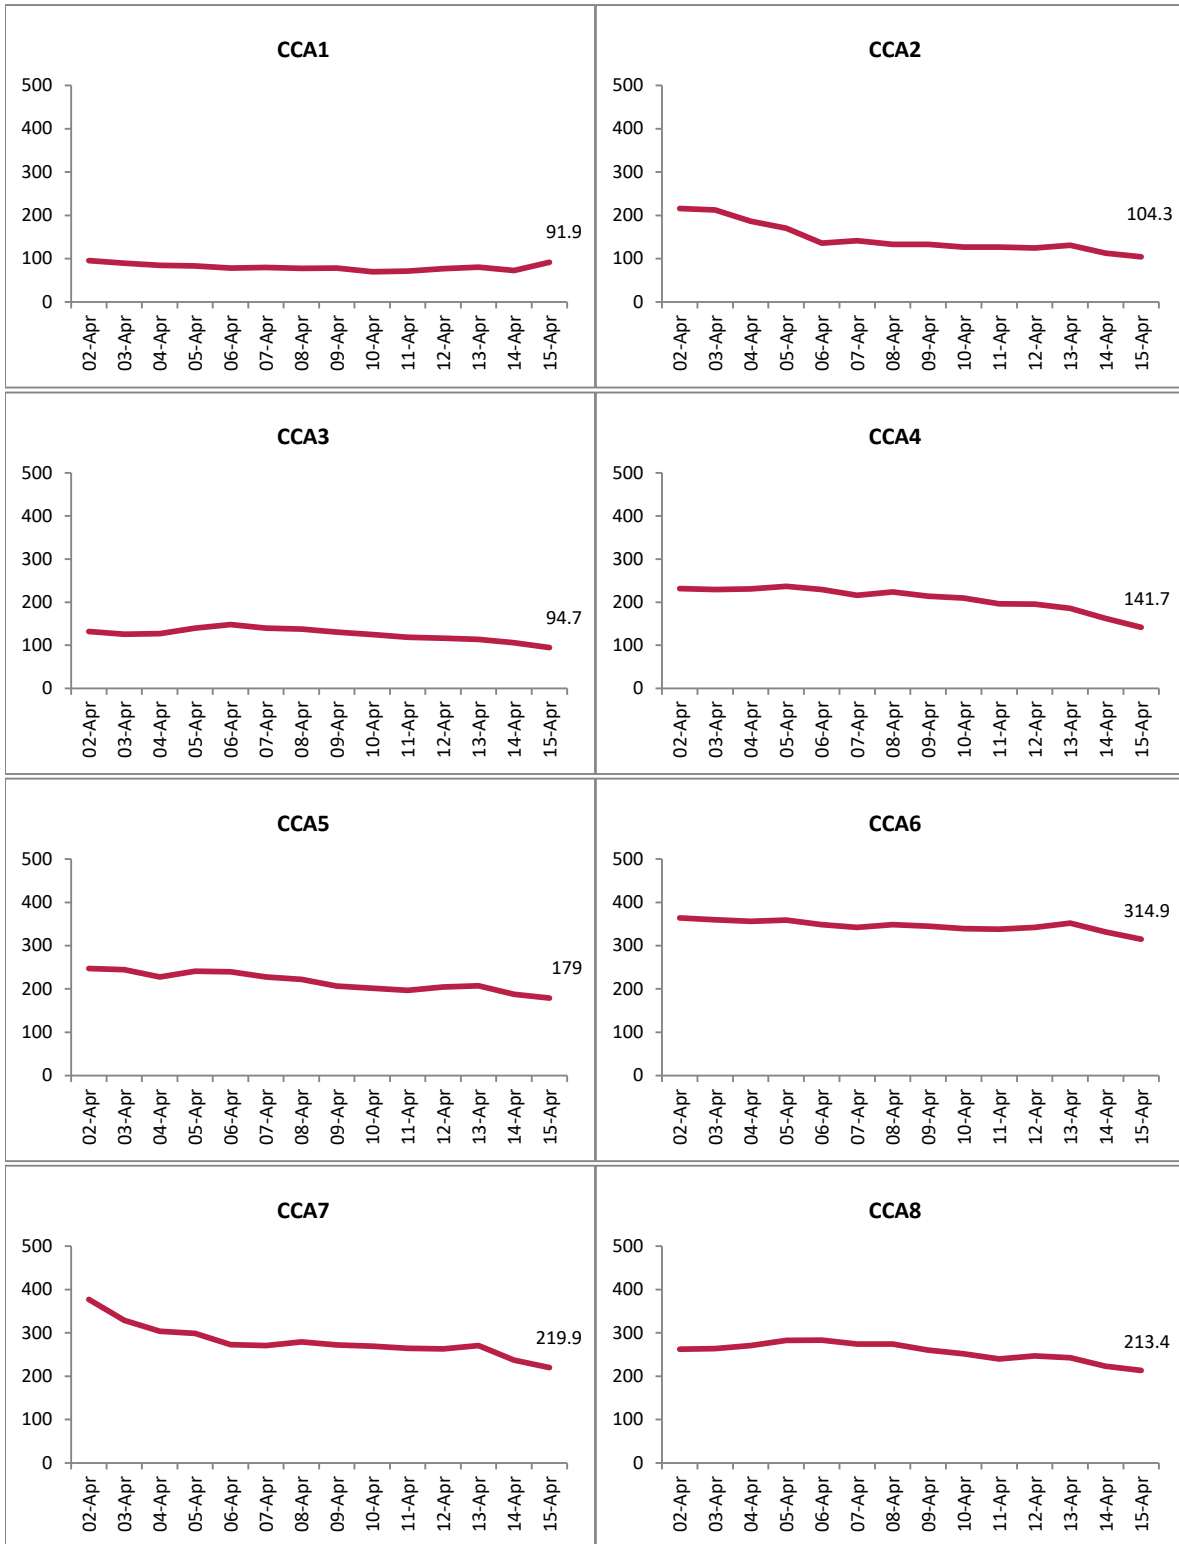 CCA1
500
400
300
200
100
0
91.9
02-Apr
03-Apr
04-Apr
05-Apr
06-Apr
07-Apr
08-Apr
09-Apr
10-Apr
11-Apr
12-Apr
13-Apr
14-Apr
15-Apr
CCA2
500
400
300
200
100
0
104.3
02-Apr
03-Apr
04-Apr
05-Apr
06-Apr
07-Apr
08-Apr
09-Apr
10-Apr
11-Apr
12-Apr
13-Apr
14-Apr
15-Apr
CCA3
500
400
300
200
100
0
94.7
02-Apr
03-Apr
04-Apr
05-Apr
06-Apr
07-Apr
08-Apr
09-Apr
10-Apr
11-Apr
12-Apr
13-Apr
14-Apr
15-Apr
CCA4
500
400
300
200
100
0
141.7
02-Apr
03-Apr
04-Apr
05-Apr
06-Apr
07-Apr
08-Apr
09-Apr
10-Apr
11-Apr
12-Apr
13-Apr
14-Apr
15-Apr
CCA5
500
400
300
200
100
0
179
02-Apr
03-Apr
04-Apr
05-Apr
06-Apr
07-Apr
08-Apr
09-Apr
10-Apr
11-Apr
12-Apr
13-Apr
14-Apr
15-Apr
CCA6
500
400
300
200
100
0
314.9
02-Apr
03-Apr
04-Apr
05-Apr
06-Apr
07-Apr
08-Apr
09-Apr
10-Apr
11-Apr
12-Apr
13-Apr
14-Apr
15-Apr
CCA7
500
400
300
200
100
0
219.9
02-Apr
03-Apr
04-Apr
05-Apr
06-Apr
07-Apr
08-Apr
09-Apr
10-Apr
11-Apr
12-Apr
13-Apr
14-Apr
15-Apr
CCA8
500
400
300
200
100
0
213.4
02-Apr
03-Apr
04-Apr
05-Apr
06-Apr
07-Apr
08-Apr
09-Apr
10-Apr
11-Apr
12-Apr
13-Apr
14-Apr
15-Apr